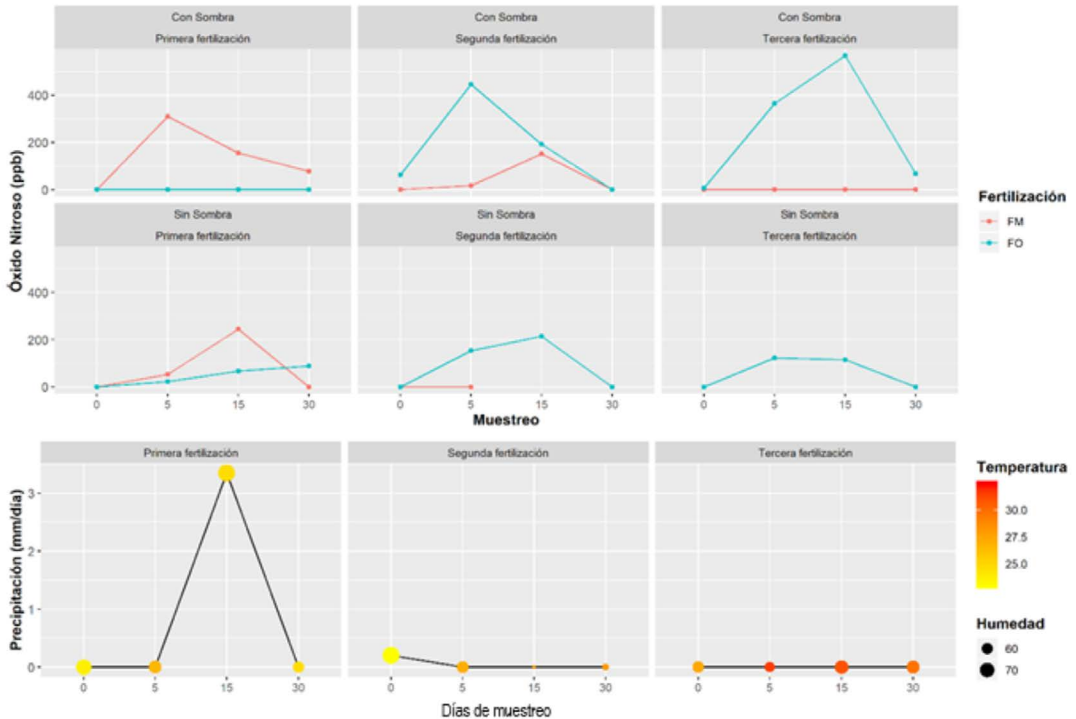 Con Sombra
Con Sombra
Con Sombra
Primera fertilización
Segunda fertilización
Tercera fertilización
400
200
0
Sin Sombra
Sin Sombra
Sin Sombra
Primera fertilización
Segunda fertilización
Tercera fertilización
400
200
0
0 5 15 30
0 5 15 30
0 5 15 30
Óxido Nitroso (ppb)
Muestreo
Fertilización
FM
FO
Primera fertilización
Segunda fertilización
Tercera fertilización
3
2
1
0
0 5 15 30
0 5 15 30
0 5 15 30
Precipitación (mm/día)
Días de muestreo
Temperatura
30.0
27.5
25.0
Humedad
60
70